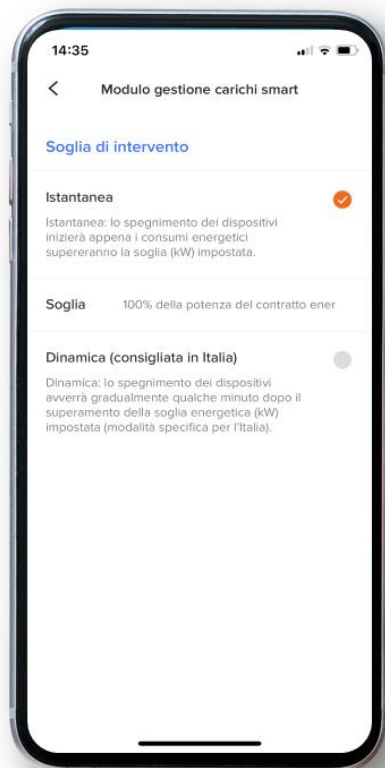 14:35
Modulo gestione carichi smart
Soglia di intervento
Istantanea
Istantanea: lo spegnimento dei dispositivi
inizierà appena i consumi energetici
supereranno la soglia (kW) impostata.
Soglia 100% della potenza del contratto ener
Dinamica (consigliata in Italia)
Dinamica: lo spegnimento dei dispositivi
avverrà gradualmente qualche minuto dopo il
superamento della soglia energetica (kW)
impostata (modalità specifica per l'Italia).